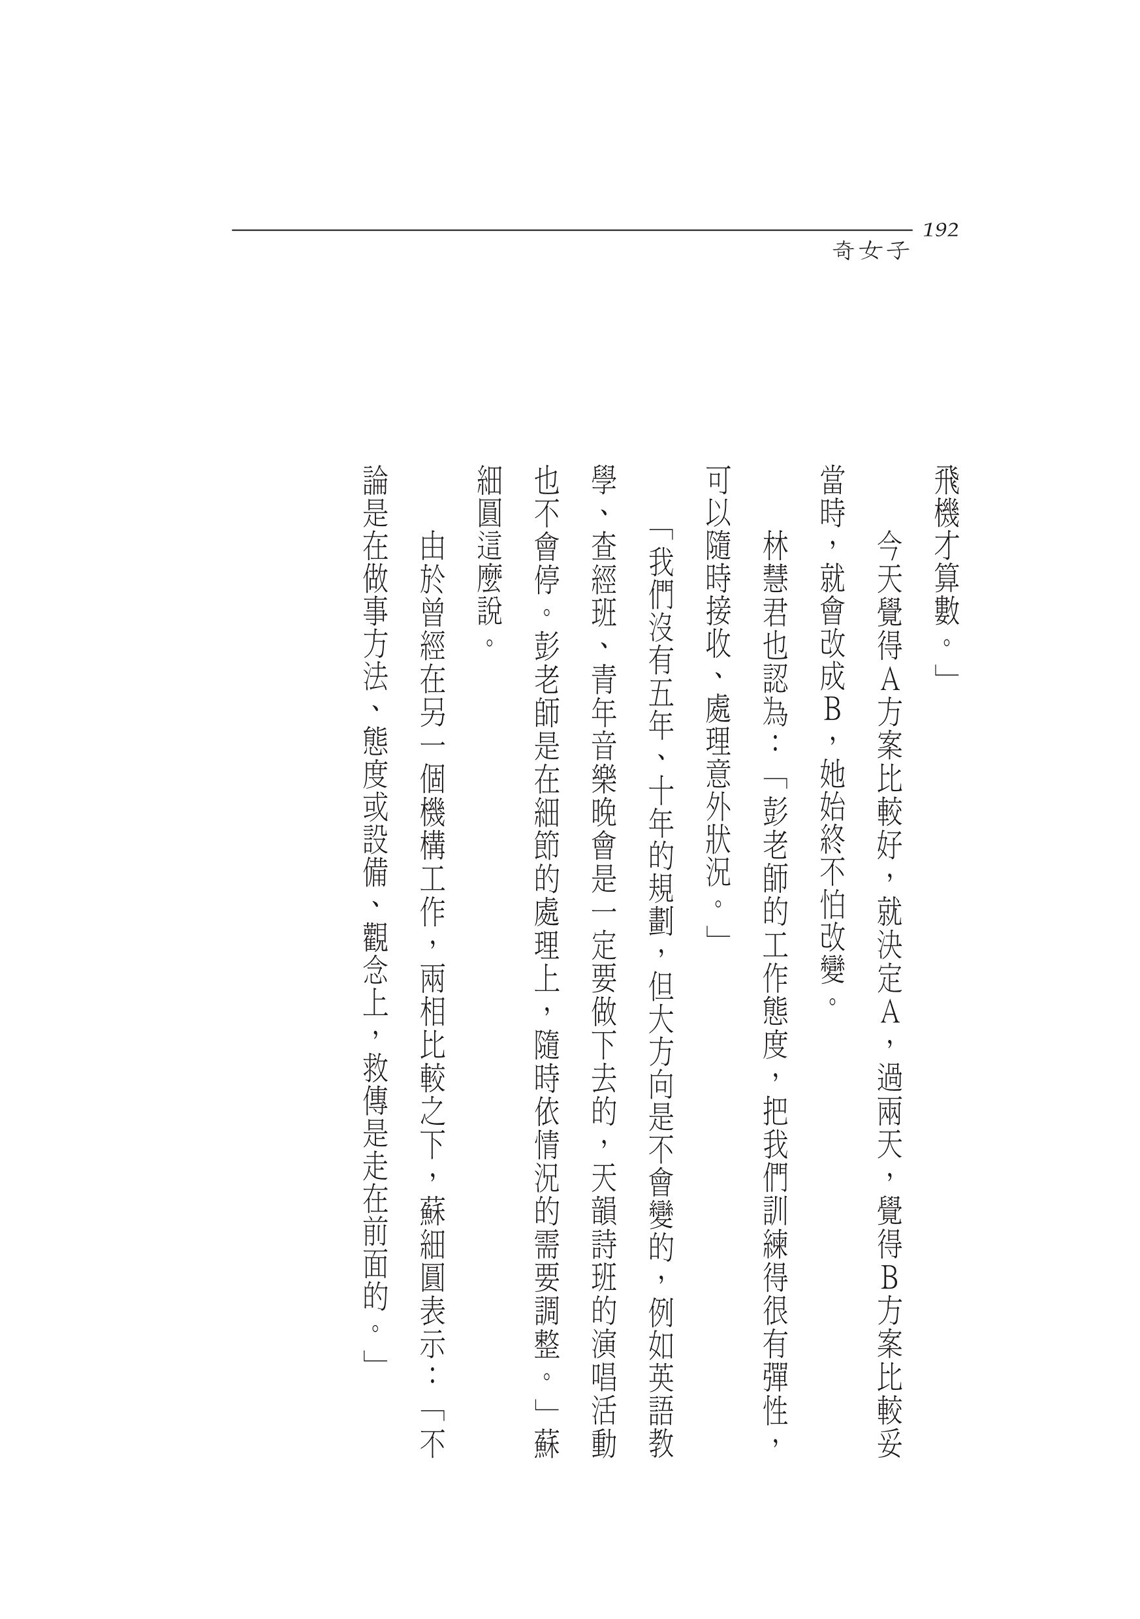 192
奇女子
飛機才算數。」
今天覺得A方案比較好，就決定A，過兩天，覺得B方案比較妥
當時，就會改成B，她始終不怕改變。
林慧君也認為：「彭老師的工作態度，把我們訓練得很有彈性，
可以隨時接收、處理意外狀況。」
「我們沒有五年、十年的規劃，但大方向是不會變的，例如英語教
學、查經班、青年音樂晚會是一定要做下去的，天韻詩班的演唱活動
也不會停。彭老師是在細節的處理上，隨時依情況的需要調整。」蘇
細圓這麼說。
由於曾經在另一個機構工作，兩相比較之下，蘇細圓表示：「不
論是在做事方法、態度或設備、觀念上，救傳是走在前面的。」